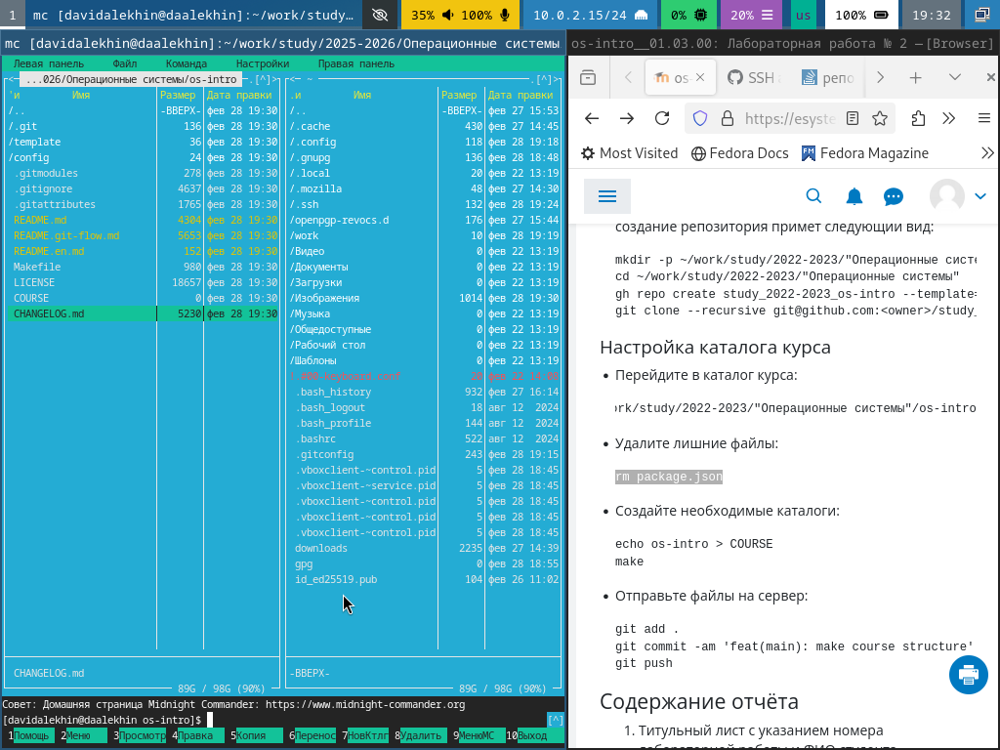 1 mc [davidalekhin@daalekhin]:~/work/study… 35% 100% 10.0.2.15/24 0% 20% us 100% 19:32
mc [davidalekhin@daalekhin]:~/work/study/2025-2026/Операционные системы
Левая панель Файл Команда Настройки Правая панель
<— ...026/Операционные системы/os-intro —.[^]>
'и Имя Размер Дата правки
/.. -ВВЕРХ- фев 28 19:30
/.git 136 фев 28 19:30
/template 36 фев 28 19:30
/config 24 фев 28 19:30
.gitmodules 278 фев 28 19:30
.gitignore 4637 фев 28 19:30
.gitattributes 1765 фев 28 19:30
README.md 4304 фев 28 19:30
README.git-flow.md 5653 фев 28 19:30
README.en.md 152 фев 28 19:30
Makefile 980 фев 28 19:30
LICENSE 18657 фев 28 19:30
COURSE 0 фев 28 19:30
CHANGELOG.md 5230 фев 28 19:30
CHANGELOG.md
89G / 98G (90%)
<— ~ —.[^]>
.и Имя Размер Дата правки
/.. -ВВЕРХ- фев 27 15:53
/.cache 430 фев 27 14:45
/.config 118 фев 28 19:18
/.gnupg 136 фев 28 18:48
/.local 20 фев 22 13:19
/.mozilla 48 фев 27 14:30
/.ssh 132 фев 28 19:24
/openpgp-revocs.d 176 фев 27 15:44
/work 10 фев 28 19:19
/Видео 0 фев 22 13:19
/Документы 0 фев 22 13:19
/Загрузки 0 фев 22 13:19
/Изображения 1014 фев 28 19:30
/Музыка 0 фев 22 13:19
/Общедоступные 0 фев 22 13:19
/Рабочий стол 0 фев 22 13:19
/Шаблоны 0 фев 22 13:19
.bash_history 932 фев 27 16:14
.bash_logout 18 авг 12 2024
.bash_profile 144 авг 12 2024
.bashrc 522 авг 12 2024
.gitconfig 243 фев 28 19:15
.vboxclient-~control.pid 5 фев 28 18:45
.vboxclient-~service.pid 5 фев 28 18:45
.vboxclient-~control.pid 5 фев 28 18:45
.vboxclient-~control.pid 5 фев 28 18:45
.vboxclient-~control.pid 5 фев 28 18:45
downloads 2235 фев 27 14:39
gpg 0 фев 28 18:55
id_ed25519.pub 104 фев 26 11:02
-ВВЕРХ-
89G / 98G (90%)
Совет: Домашняя страница Midnight Commander: https://www.midnight-commander.org
[davidalekhin@daalekhin os-intro]$ [^]
1Помощь 2Меню 3Просмотр 4Правка 5Копия 6Перенос 7НовКтлг 8Удалить 9МенюМС 10Выход
os-intro__01.03.00: Лабораторная работа № 2 —[Browser]
os- SSH репо
https://esyste
Most Visited Fedora Docs Fedora Magazine
создание репозитория примет следующий вид:
mkdir -p ~/work/study/2022-2023/"Операционные систе
cd ~/work/study/2022-2023/"Операционные системы"
gh repo create study_2022-2023_os-intro --template=
git clone --recursive git@github.com:<owner>/study_
Настройка каталога курса
• Перейдите в каталог курса:
ork/study/2022-2023/"Операционные системы"/os-intro
• Удалите лишние файлы:
rm package.json
• Создайте необходимые каталоги:
echo os-intro > COURSE
make
• Отправьте файлы на сервер:
git add .
git commit -am 'feat(main): make course structure'
git push
Содержание отчёта
1. Титульный лист с указанием номера
лабораторной работы и ФИО студента